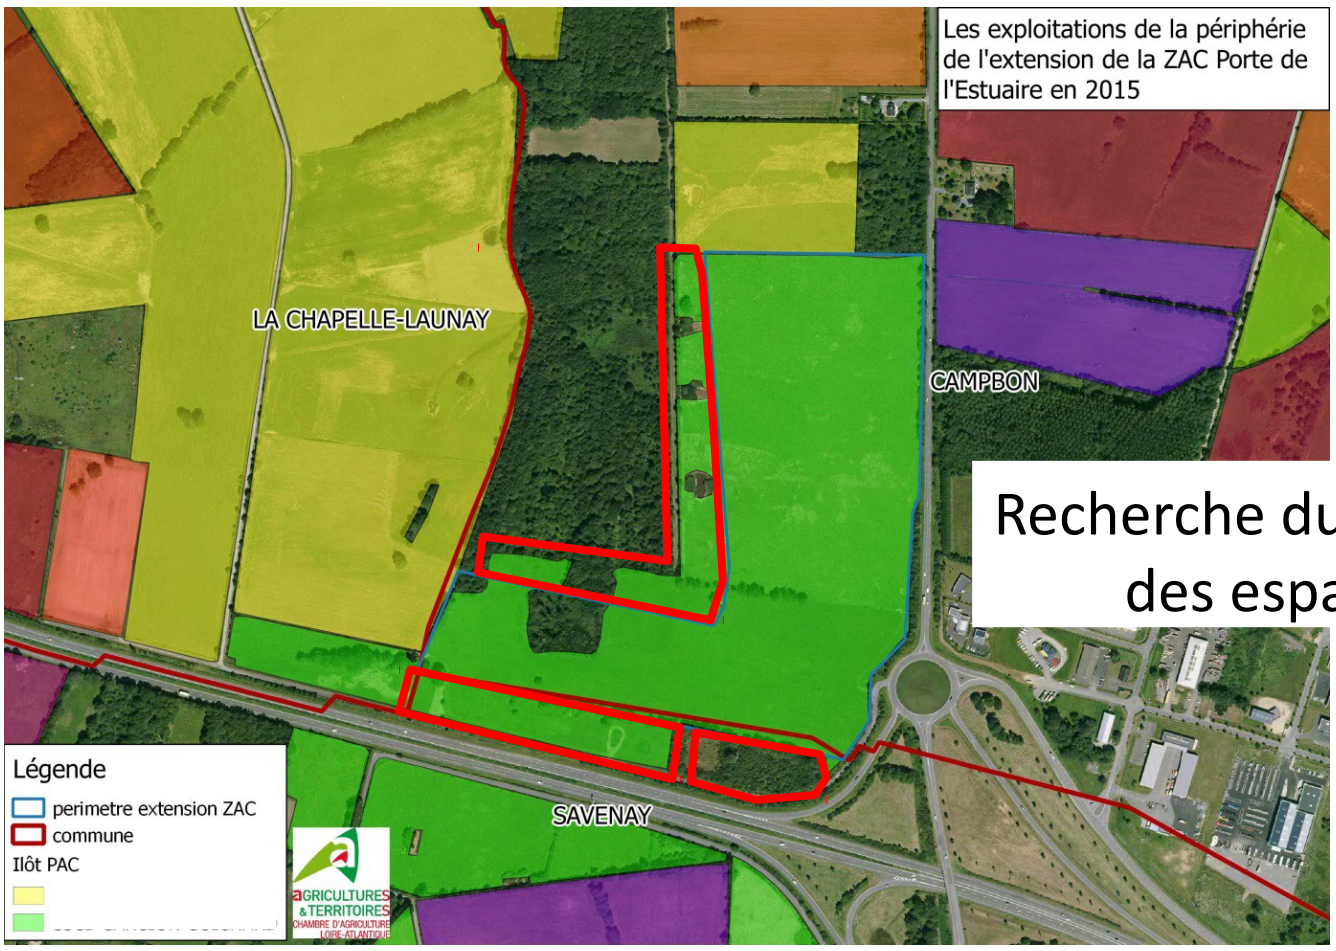 Les exploitations de la périphérie
de l'extension de la ZAC Porte de
l'Estuaire en 2015
LA CHAPELLE-LAUNAY
CAMPBON
Recherche du
des espa
SAVENAY
Légende
perimetre extension ZAC
commune
Ilôt PAC
aGRICULTURES
& TERRITOIRES
CHAMBRE D'AGRICULTURE
LOIRE-ATLANTIQUE